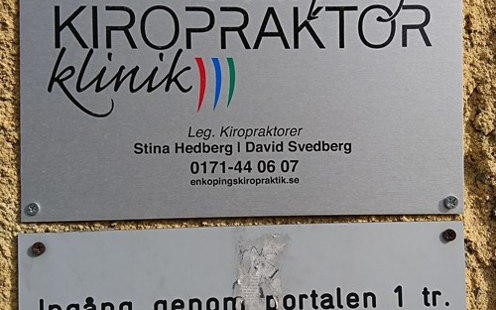 KIROPRAKTOR
klinik
Leg. Kiropraktorer
Stina Hedberg | David Svedberg
0171-44 06 07
enkopingskiropraktik.se
Ingång genom portalen 1 tr.